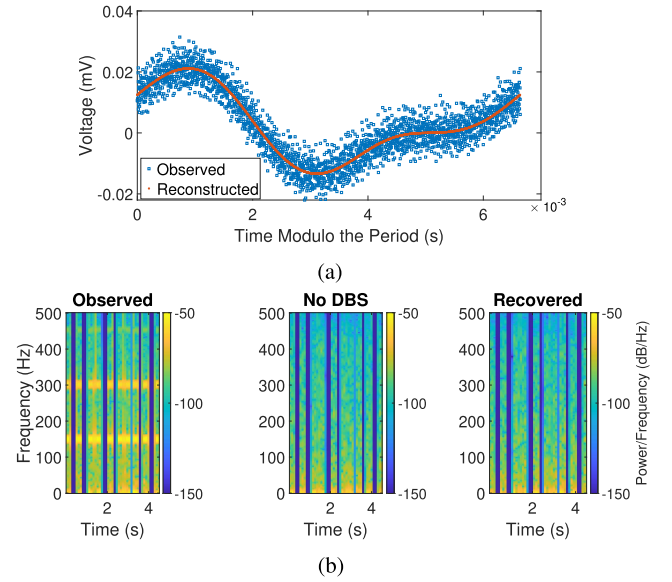 (a)
0.04
0.02
0
-0.02
Voltage (mV)
Observed
Reconstructed
0
2
4
6
× 10⁻³
Time Modulo the Period (s)
(a)
Observed
No DBS
Recovered
500
400
300
200
100
0
Frequency (Hz)
2
4
Time (s)
-50
-100
-150
500
400
300
200
100
0
2
4
Time (s)
-50
-100
-150
500
400
300
200
100
0
2
4
Time (s)
-50
-100
-150
Power/Frequency (dB/Hz)
(b)